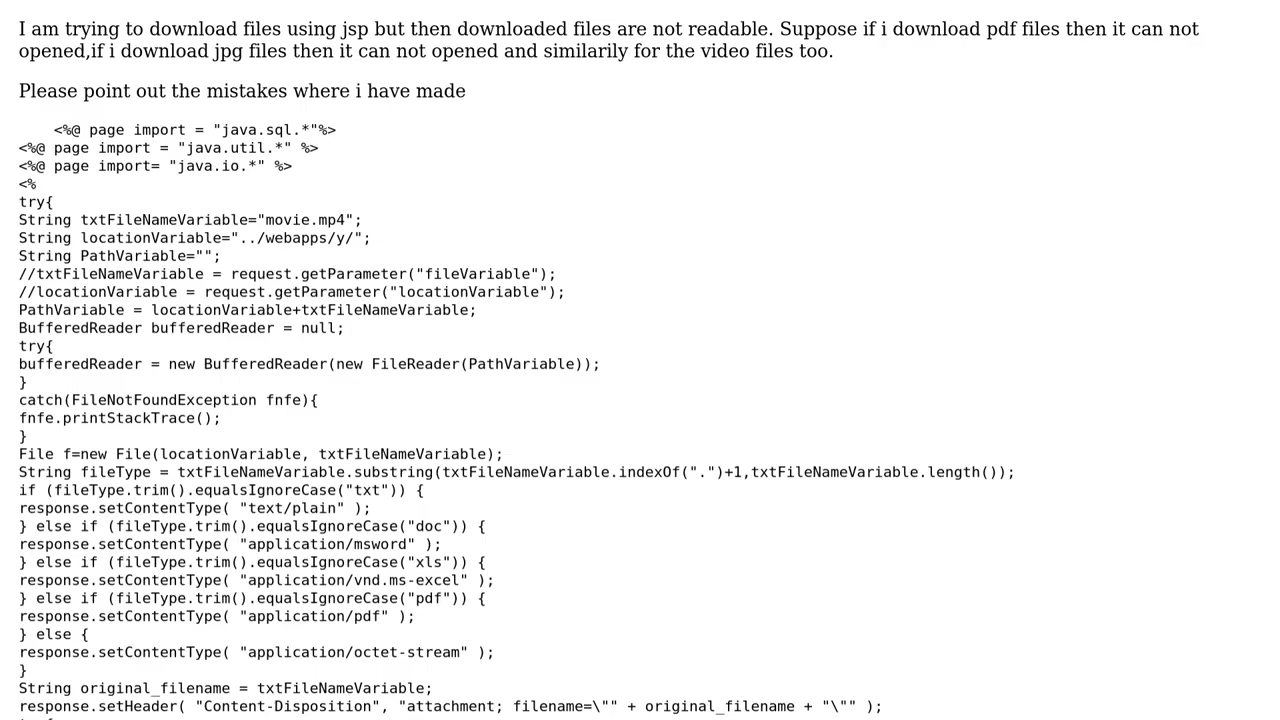 I am trying to download files using jsp but then downloaded files are not readable. Suppose if i download pdf files then it can not
opened,if i download jpg files then it can not opened and similarily for the video files too.
Please point out the mistakes where i have made
<%@ page import = "java.sql.*"%>
<%@ page import = "java.util.*" %>
<%@ page import= "java.io.*" %>
<%
try{
String txtFileNameVariable="movie.mp4";
String locationVariable="../webapps/y/";
String PathVariable="";
//txtFileNameVariable = request.getParameter("fileVariable");
//locationVariable = request.getParameter("locationVariable");
PathVariable = locationVariable+txtFileNameVariable;
BufferedReader bufferedReader = null;
try{
bufferedReader = new BufferedReader(new FileReader(PathVariable));
}
catch(FileNotFoundException fnfe){
fnfe.printStackTrace();
}
File f=new File(locationVariable, txtFileNameVariable);
String fileType = txtFileNameVariable.substring(txtFileNameVariable.indexOf(".")+1,txtFileNameVariable.length());
if (fileType.trim().equalsIgnoreCase("txt")) {
response.setContentType( "text/plain" );
} else if (fileType.trim().equalsIgnoreCase("doc")) {
response.setContentType( "application/msword" );
} else if (fileType.trim().equalsIgnoreCase("xls")) {
response.setContentType( "application/vnd.ms-excel" );
} else if (fileType.trim().equalsIgnoreCase("pdf")) {
response.setContentType( "application/pdf" );
} else {
response.setContentType( "application/octet-stream" );
}
String original_filename = txtFileNameVariable;
response.setHeader( "Content-Disposition", "attachment; filename=\"" + original_filename + "\"" );